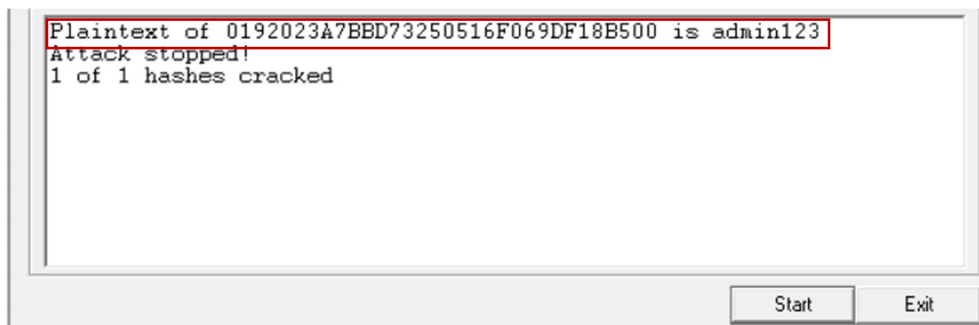 Plaintext of 0192023A7BBD73250516F069DF18B500 is admin123
Attack stopped!
1 of 1 hashes cracked
Start Exit